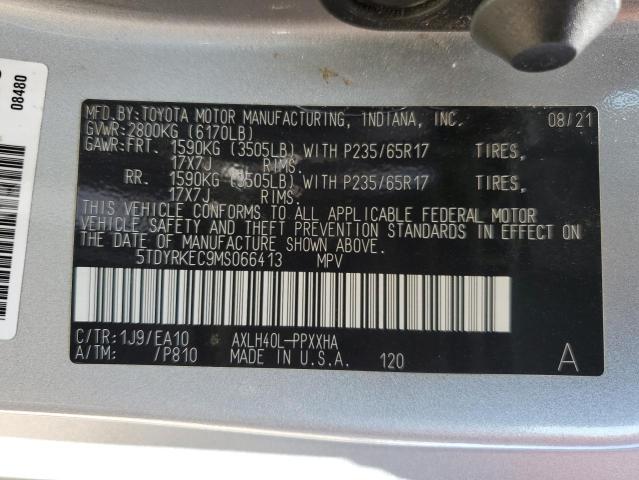 08480
MFD.BY:TOYOTA MOTOR MANUFACTURING, INDIANA, INC. 08/21
GVWR:2800KG (6170LB)
GAWR:FRT. 1590KG (3505LB) WITH P235/65R17 TIRES,
17X7J RIMS.
RR. 1590KG (3505LB) WITH P235/65R17 TIRES,
17X7J RIMS.
THIS VEHICLE CONFORMS TO ALL APPLICABLE FEDERAL MOTOR
VEHICLE SAFETY AND THEFT PREVENTION STANDARDS IN EFFECT ON
THE DATE OF MANUFACTURE SHOWN ABOVE.
5TDYRKEC9MS066413 MPV
C/TR:1J9/EA10 AXLH40L-PPXXHA
A/TM: /P810 MADE IN U.S.A. 120 A